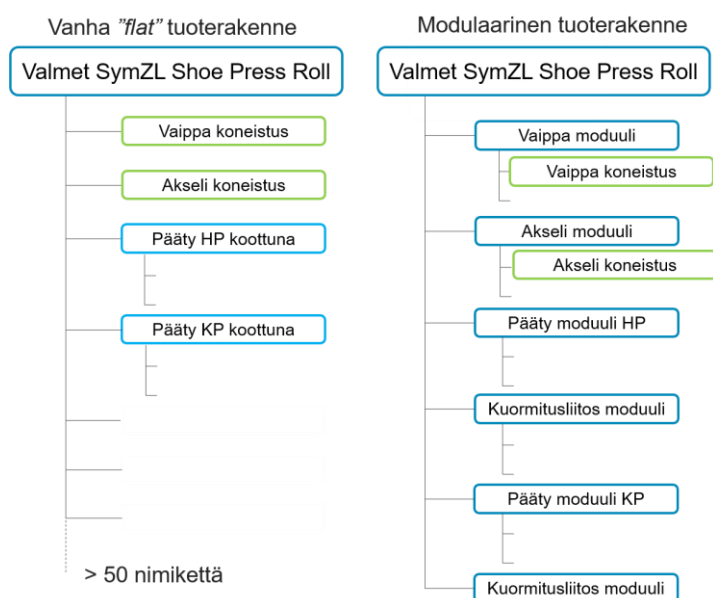 Vanha "flat" tuoterakenne
Valmet SymZL Shoe Press Roll
Vaippa koneistus
Akseli koneistus
Pääty HP koottuna
Pääty KP koottuna
> 50 nimikettä
Modulaarinen tuoterakenne
Valmet SymZL Shoe Press Roll
Vaippa moduuli
Vaippa koneistus
Akseli moduuli
Akseli koneistus
Pääty moduuli HP
Kuormitusliitos moduuli
Pääty moduuli KP
Kuormitusliitos moduuli